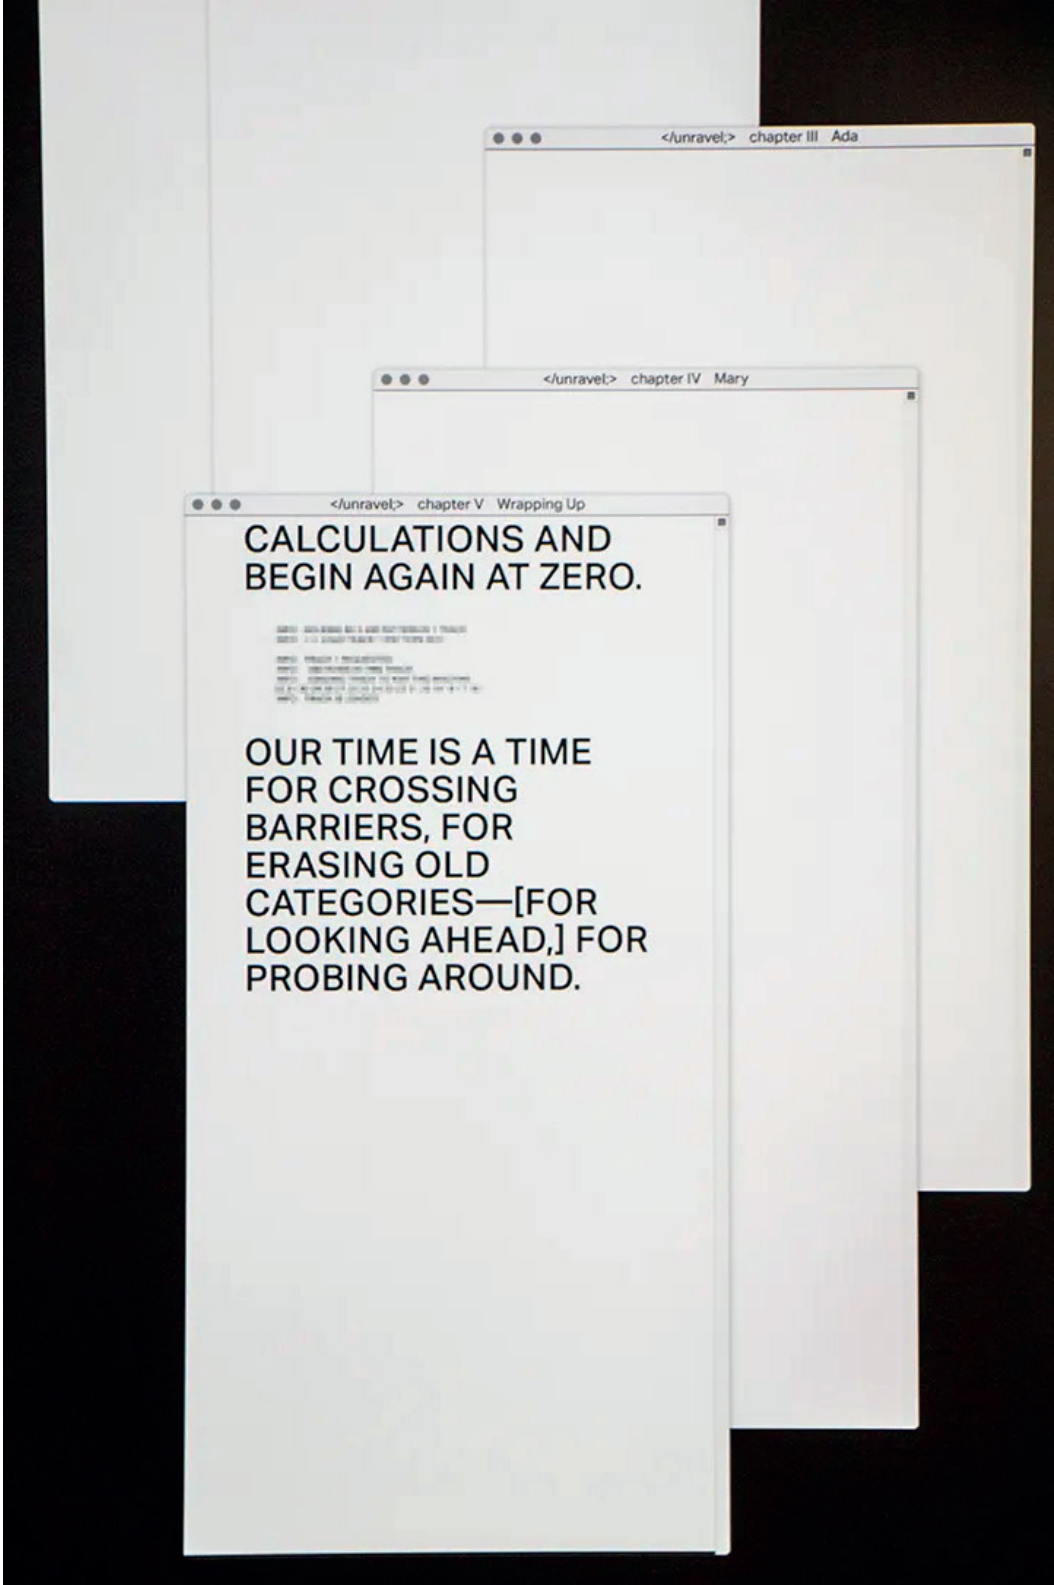 </unravel;> chapter III Ada
</unravel;> chapter IV Mary
</unravel;> chapter V Wrapping Up
CALCULATIONS AND
BEGIN AGAIN AT ZERO.
OUR TIME IS A TIME
FOR CROSSING
BARRIERS, FOR
ERASING OLD
CATEGORIES—[FOR
LOOKING AHEAD,] FOR
PROBING AROUND.